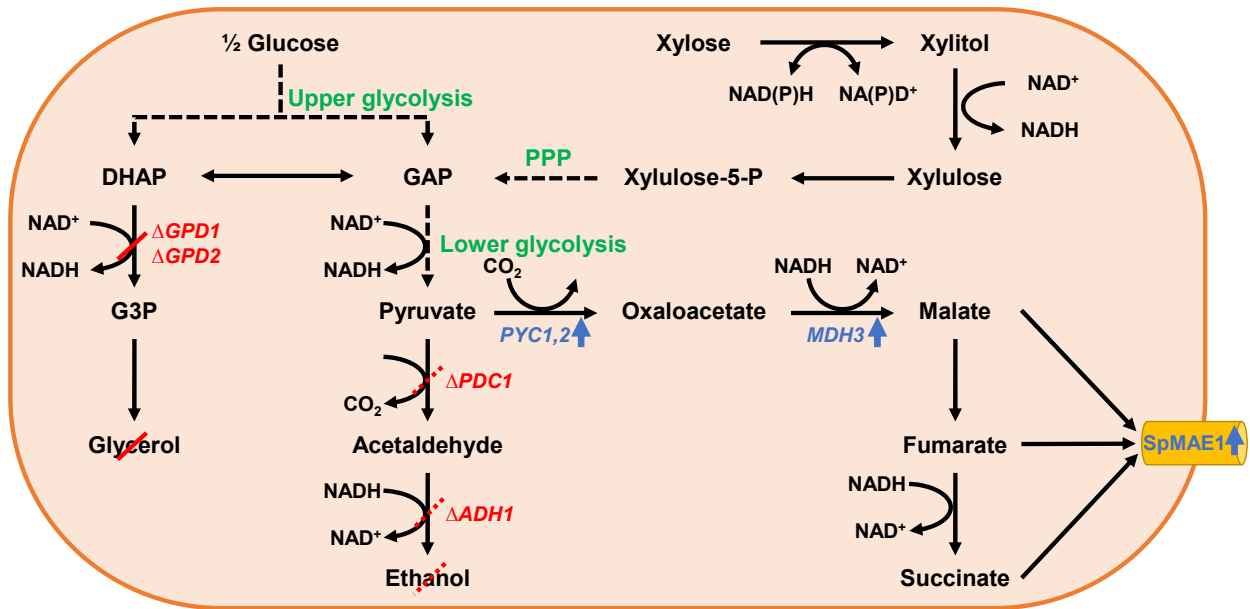 ½ Glucose
Xylose
Xylitol
NAD(P)H
NA(P)D⁺
NAD⁺
NADH
Upper glycolysis
DHAP
GAP
PPP
Xylulose-5-P
Xylulose
NAD⁺
NADH
ΔGPD1
ΔGPD2
NAD⁺
NADH
Lower glycolysis
CO₂
NADH
NAD⁺
G3P
Pyruvate
Oxaloacetate
Malate
PYC1,2
MDH3
ΔPDC1
CO₂
Glycerol
Acetaldehyde
Fumarate
SpMAE1
NADH
NAD⁺
ΔADH1
NADH
NAD⁺
Ethanol
Succinate